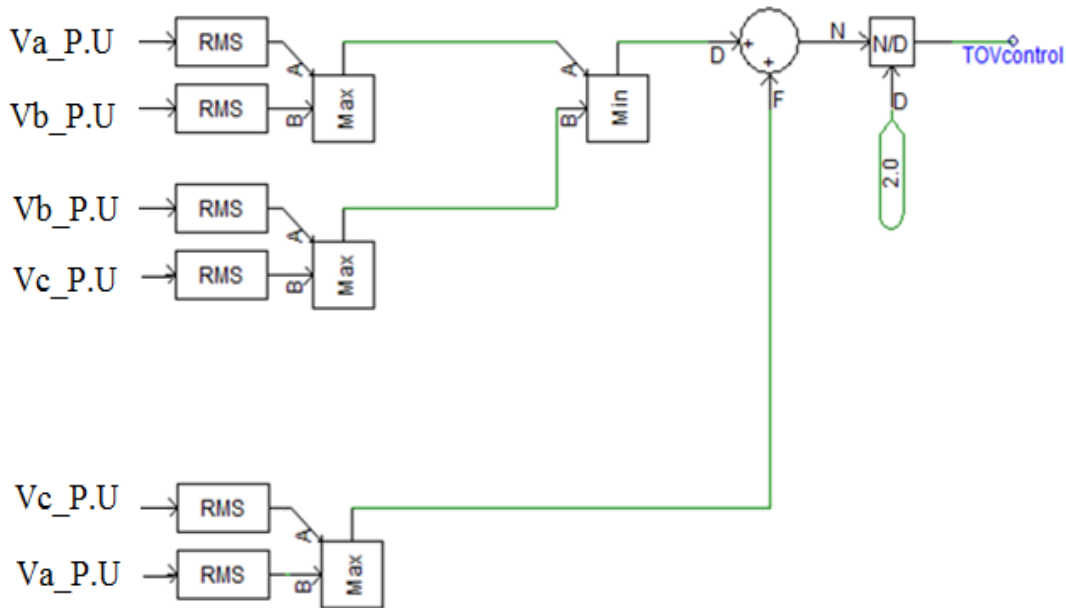 Va_P.U RMS
A
Max
Vb_P.U RMS B
A
Min
B
D + + F
N N/D
TOVcontrol
D
2.0
Vb_P.U RMS
A
Max
Vc_P.U RMS B
Vc_P.U RMS
A
Max
Va_P.U RMS B